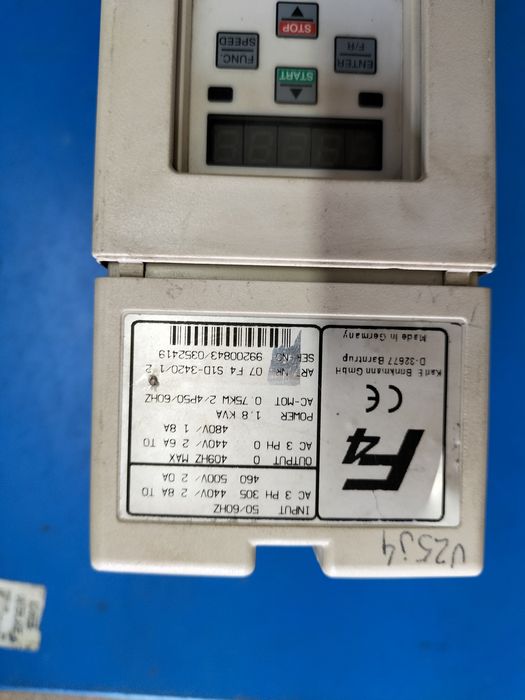 V25j4
F4
CE
Karl E. Brinkmann GmbH
D-32677 Barntrup
Made in Germany
INPUT 50/60HZ
AC 3 PH 305 440V/2.8A TO
460 500V/2.0A
OUTPUT 0 409HZ MAX
AC 3 PH 0 440V/2.6A TO
480V/1.8A
POWER 1.8 KVA
AC-MOT 0.75KW 2/4P50/60HZ
ART.NR. 07.F4.S1D-3420/1.2
SER.NO. 99200843/0352419
START
ENTER
F/R
FUNC.
SPEED
STOP